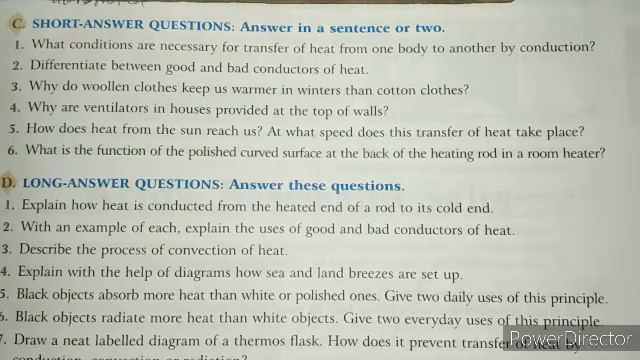 C. SHORT-ANSWER QUESTIONS: Answer in a sentence or two.
1. What conditions are necessary for transfer of heat from one body to another by conduction?
2. Differentiate between good and bad conductors of heat.
3. Why do woollen clothes keep us warmer in winters than cotton clothes?
4. Why are ventilators in houses provided at the top of walls?
5. How does heat from the sun reach us? At what speed does this transfer of heat take place?
6. What is the function of the polished curved surface at the back of the heating rod in a room heater?
D. LONG-ANSWER QUESTIONS: Answer these questions.
1. Explain how heat is conducted from the heated end of a rod to its cold end.
2. With an example of each, explain the uses of good and bad conductors of heat.
3. Describe the process of convection of heat.
4. Explain with the help of diagrams how sea and land breezes are set up.
5. Black objects absorb more heat than white or polished ones. Give two daily uses of this principle.
6. Black objects radiate more heat than white objects. Give two everyday uses of this principle.
7. Draw a neat labelled diagram of a thermos flask. How does it prevent transfer of heat by
PowerDirector